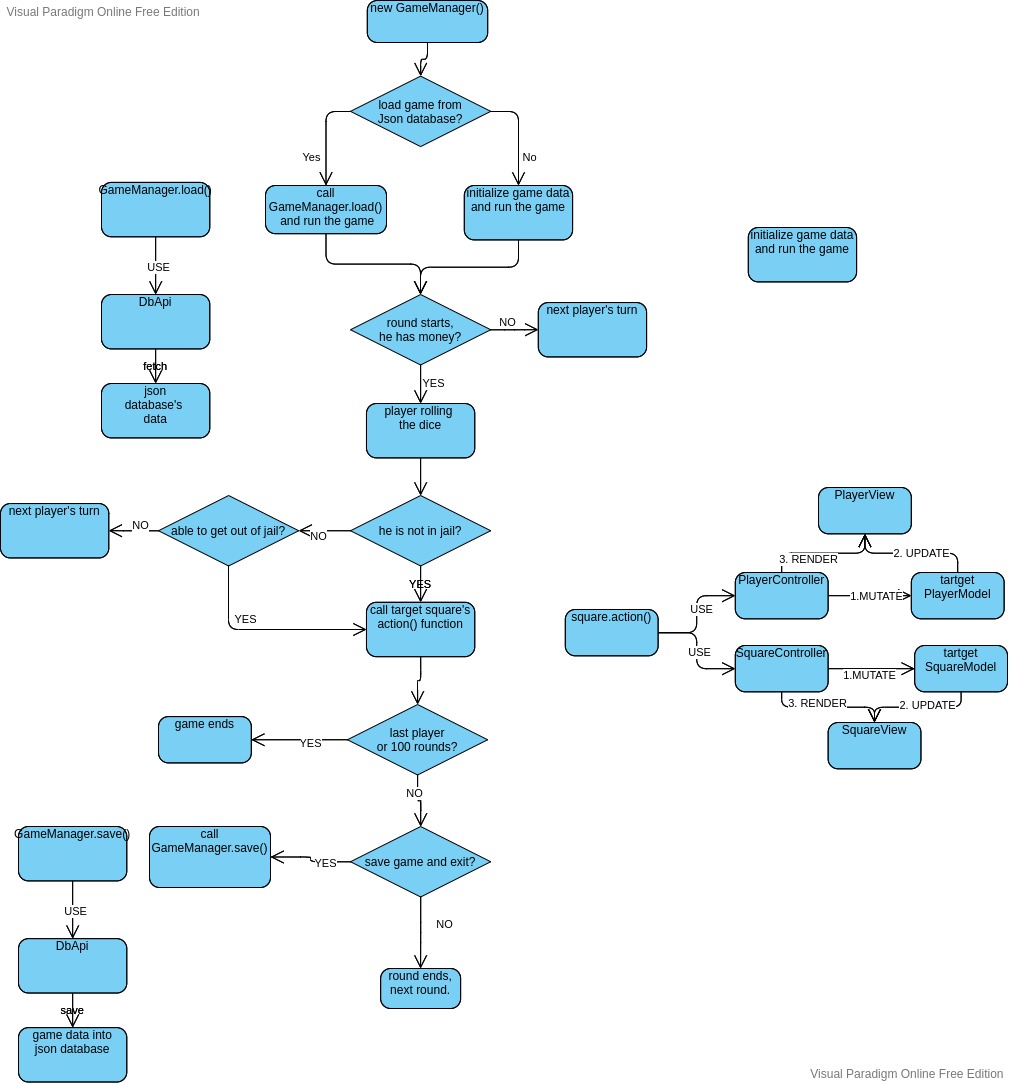 Visual Paradigm Online Free Edition
new GameManager()
load game from
Json database?
Yes
No
GameManager.load()
call
GameManager.load()
and run the game
initialize game data
and run the game
initialize game data
and run the game
USE
DbApi
round starts,
he has money?
NO
next player's turn
fetch
YES
json
database's
data
player rolling
the dice
next player's turn
NO
able to get out of jail?
NO
he is not in jail?
YES
YES
call target square's
action() function
PlayerView
3. RENDER
2. UPDATE
PlayerController
1.MUTATE
tartget
PlayerModel
square.action()
USE
USE
SquareController
1.MUTATE
tartget
SquareModel
3. RENDER
2. UPDATE
SquareView
game ends
YES
last player
or 100 rounds?
NO
GameManager.save()
call
GameManager.save()
YES
save game and exit?
USE
NO
DbApi
round ends,
next round.
save
game data into
json database
Visual Paradigm Online Free Edition